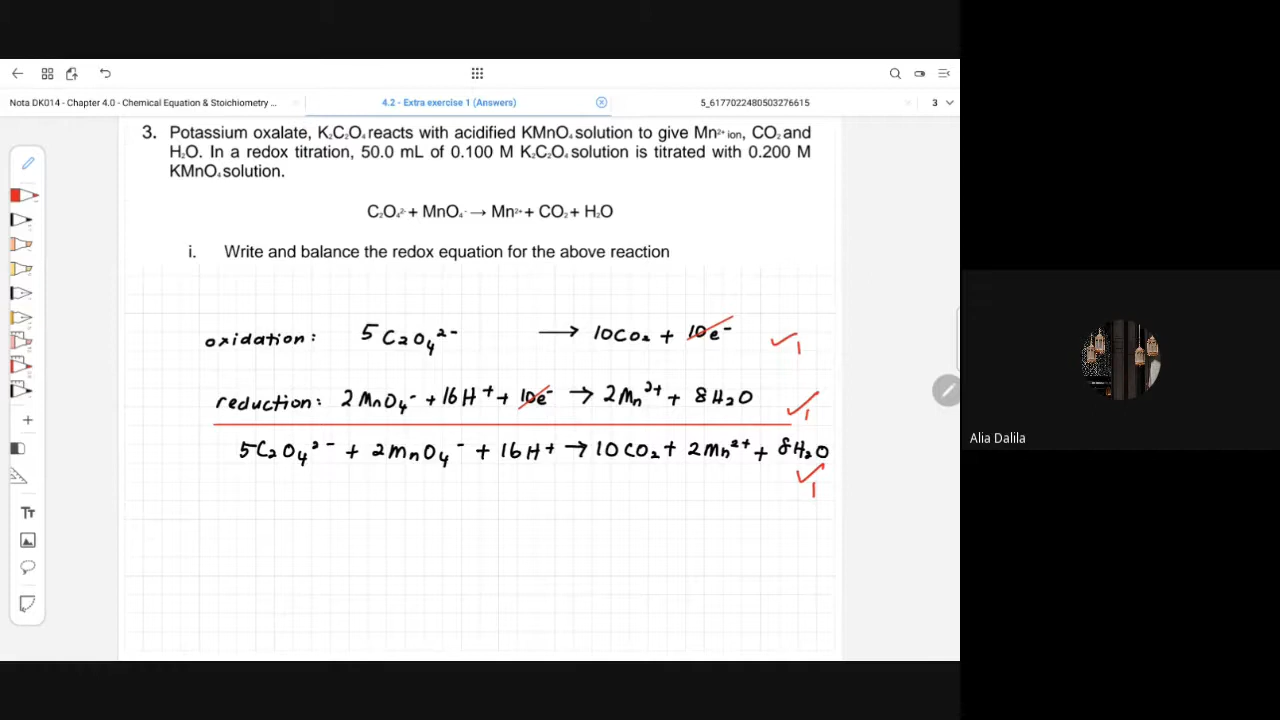 Nota DK014 - Chapter 4.0 - Chemical Equation & Stoichiometry ...
4.2 - Extra exercise 1 (Answers)
5_6177022480503276615
3
3. Potassium oxalate, K₂C₂O₄ reacts with acidified KMnO₄ solution to give Mn²⁺ ion, CO₂ and
H₂O. In a redox titration, 50.0 mL of 0.100 M K₂C₂O₄ solution is titrated with 0.200 M
KMnO₄ solution.
C₂O₄²⁻ + MnO₄⁻ → Mn²⁺ + CO₂ + H₂O
i. Write and balance the redox equation for the above reaction
oxidation: 5C₂O₄²⁻ → 10CO₂ + 10e⁻ ✓1
reduction: 2MnO₄⁻ + 16H⁺ + 10e⁻ → 2Mn²⁺ + 8H₂O ✓1
5C₂O₄²⁻ + 2MnO₄⁻ + 16H⁺ → 10CO₂ + 2Mn²⁺ + 8H₂O
✓1
Tт
Alia Dalila